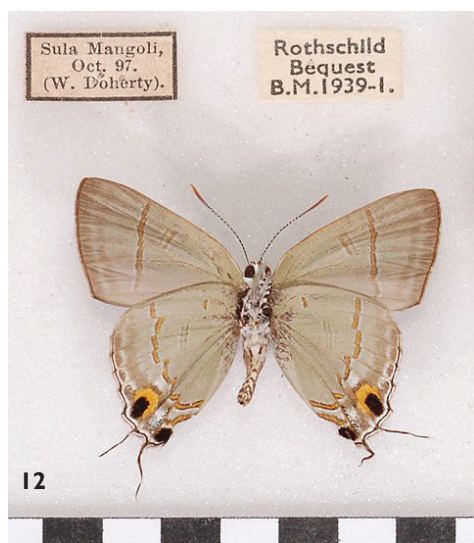 Sula Mangoli,
Oct. 97.
(W. Doherty).
Rothschild
Bequest
B.M.1939-1.
12